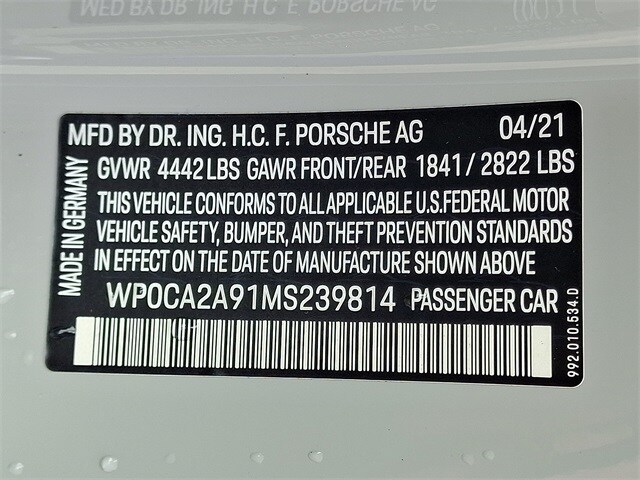 MFD BY DR. ING. H.C. F. PORSCHE AG 04/21
GVWR 4442 LBS GAWR FRONT/REAR 1841 / 2822 LBS
THIS VEHICLE CONFORMS TO ALL APPLICABLE U.S. FEDERAL MOTOR
VEHICLE SAFETY, BUMPER, AND THEFT PREVENTION STANDARDS
IN EFFECT ON THE DATE OF MANUFACTURE SHOWN ABOVE
WP0CA2A91MS239814 PASSENGER CAR
MADE IN GERMANY
992.010.534.D